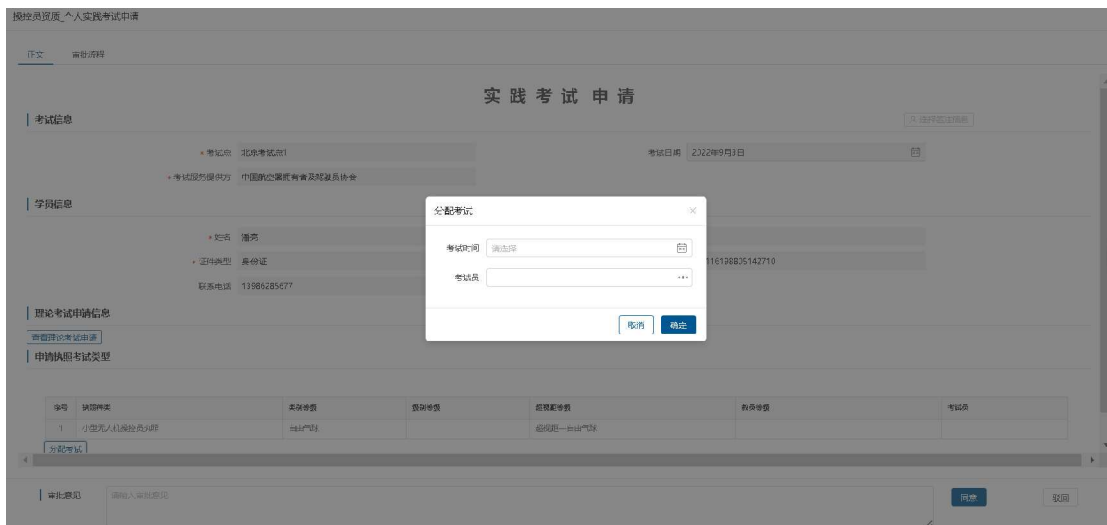 操控员资质_个人实践考试申请
正文 审批流程
实践考试申请
考试信息
* 考试点 北京考试点1 考试日期 2022年9月3日
* 考试服务提供方 中国航空器拥有者及驾驶员协会
学员信息
* 姓名 潘亮
* 证件类型 身份证 116198805142710
联系电话 13986285677
理论考试申请信息
查看理论考试申请
申请执照考试类型
序号 执照种类 类别等级 级别等级 超视距等级 教员等级 考试员
1 小型无人机操控员执照 自由气球 超视距—自由气球
分配考试
分配考试 ×
考试时间 请选择
考试员
取消 确定
审批意见 请输入审批意见 同意 驳回